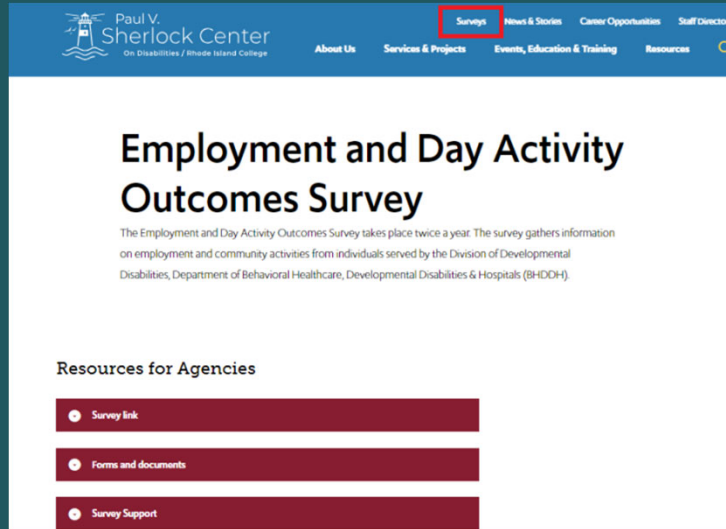 Paul V.
Sherlock Center
On Disabilities / Rhode Island College
Surveys News & Stories Career Opportunities Staff Directo
About Us Services & Projects Events, Education & Training Resources
Employment and Day Activity
Outcomes Survey
The Employment and Day Activity Outcomes Survey takes place twice a year. The survey gathers information
on employment and community activities from individuals served by the Division of Developmental
Disabilities, Department of Behavioral Healthcare, Developmental Disabilities & Hospitals (BHDDH).
Resources for Agencies
Survey link
Forms and documents
Survey Support